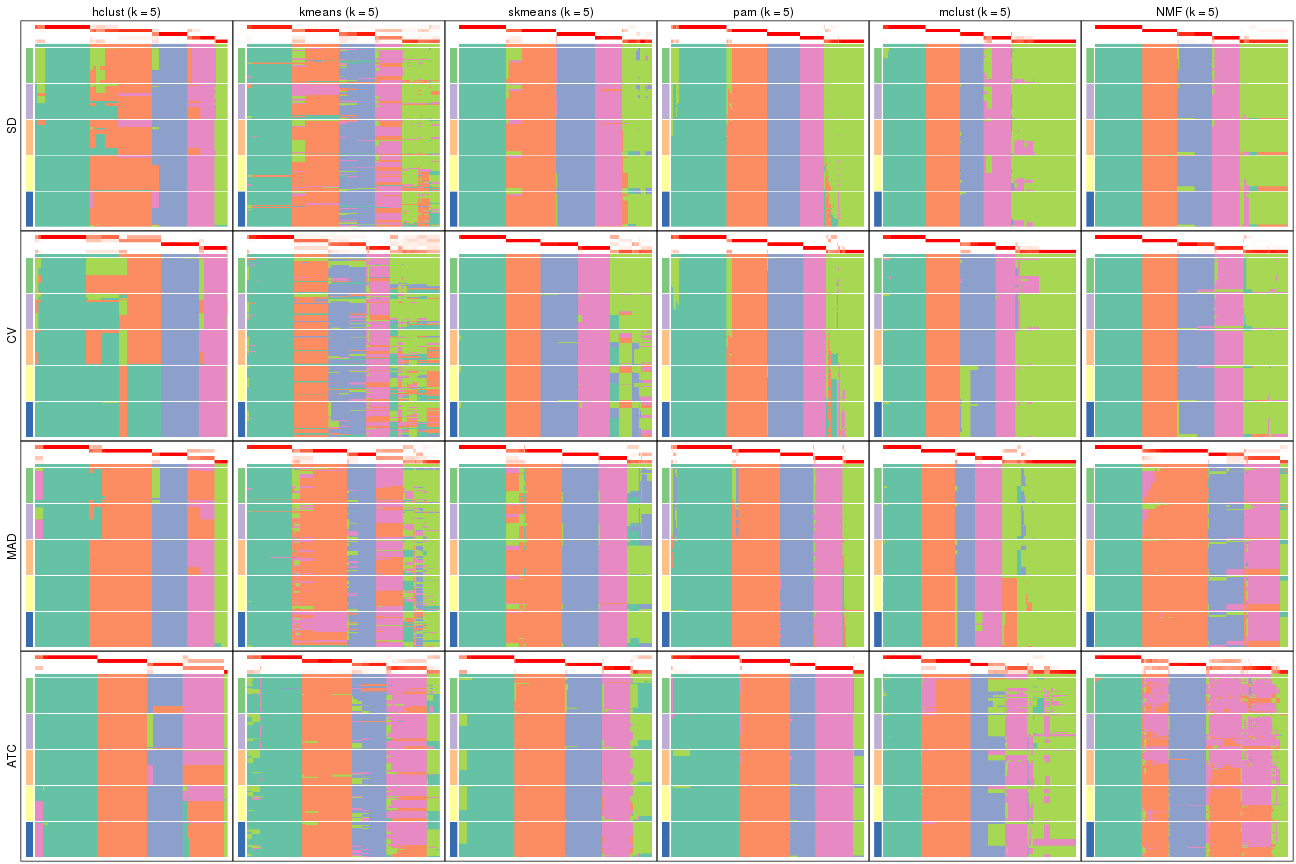 hclust (k = 5) kmeans (k = 5) skmeans (k = 5) pam (k = 5) mclust (k = 5) NMF (k = 5)
SD
CV
MAD
ATC